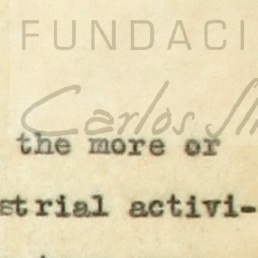 FUNDACI
Carlos Sli
the more or
strial activi-